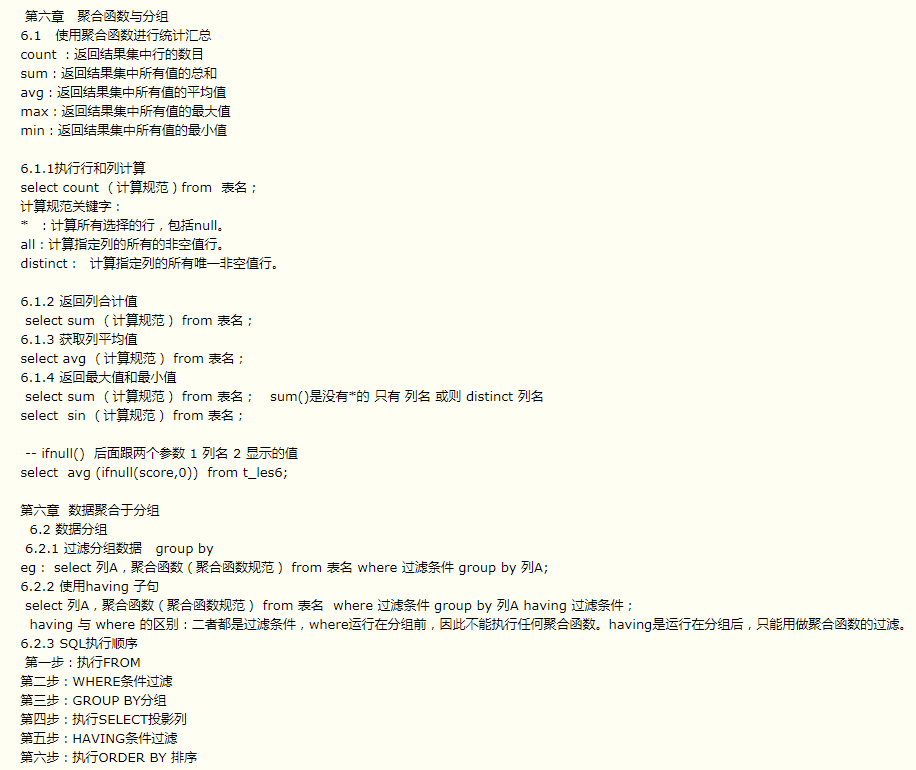 第六章   聚合函数与分组
6.1   使用聚合函数进行统计汇总
count ：返回结果集中行的数目
sum：返回结果集中所有值的总和
avg：返回结果集中所有值的平均值
max：返回结果集中所有值的最大值
min：返回结果集中所有值的最小值
6.1.1执行行和列计算
select count （计算规范）from  表名；
计算规范关键字：
*   ：计算所有选择的行，包括null。
all：计算指定列的所有的非空值行。
distinct：  计算指定列的所有唯一非空值行。
6.1.2 返回列合计值
select sum （计算规范） from 表名；
6.1.3 获取列平均值
select avg （计算规范） from 表名；
6.1.4 返回最大值和最小值
select sum （计算规范） from 表名；   sum()是没有*的 只有 列名 或则 distinct 列名
select  sin （计算规范） from 表名；
-- ifnull()  后面跟两个参数 1 列名 2 显示的值
select  avg (ifnull(score,0))  from t_les6;
第六章  数据聚合于分组
6.2 数据分组
6.2.1 过滤分组数据   group by
eg： select 列A，聚合函数（聚合函数规范） from 表名 where 过滤条件 group by 列A;
6.2.2 使用having 子句
select 列A，聚合函数（聚合函数规范） from 表名  where 过滤条件 group by 列A having 过滤条件；
having 与 where 的区别：二者都是过滤条件，where运行在分组前，因此不能执行任何聚合函数。having是运行在分组后，只能用做聚合函数的过滤。
6.2.3 SQL执行顺序
第一步：执行FROM
第二步：WHERE条件过滤
第三步：GROUP BY分组
第四步：执行SELECT投影列
第五步：HAVING条件过滤
第六步：执行ORDER BY 排序